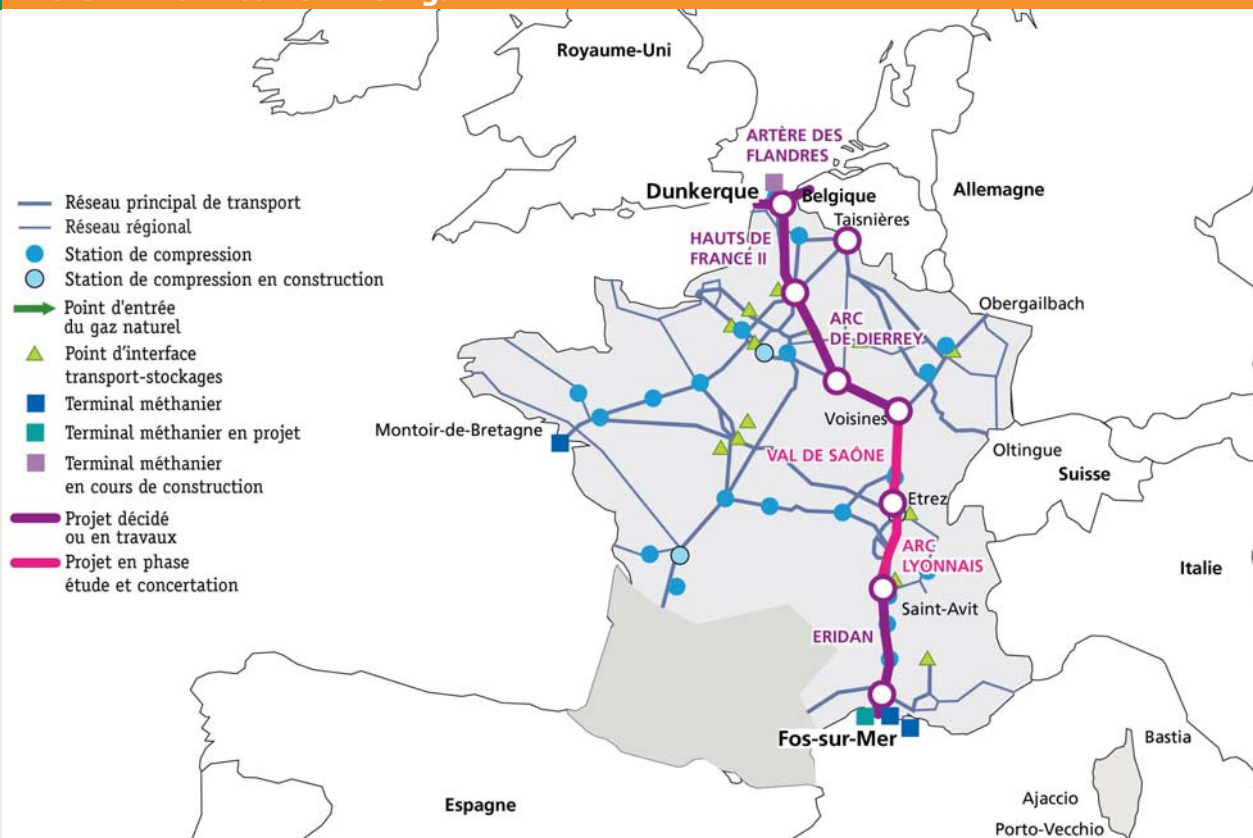 Royaume-Uni
ARTÈRE DES
FLANDRES
Dunkerque
Belgique
Allemagne
Taisnières
HAUTS DE
FRANCE II
Obergailbach
ARC
DE DIERREY
Voisines
Montoir-de-Bretagne
Oltingue
VAL DE SAÔNE
Suisse
Etrez
ARC
LYONNAIS
Italie
Saint-Avit
ERIDAN
Fos-sur-Mer
Bastia
Espagne
Ajaccio
Porto-Vecchio
Réseau principal de transport
Réseau régional
Station de compression
Station de compression en construction
Point d'entrée
du gaz naturel
Point d'interface
transport-stockages
Terminal méthanier
Terminal méthanier en projet
Terminal méthanier
en cours de construction
Projet décidé
ou en travaux
Projet en phase
étude et concertation